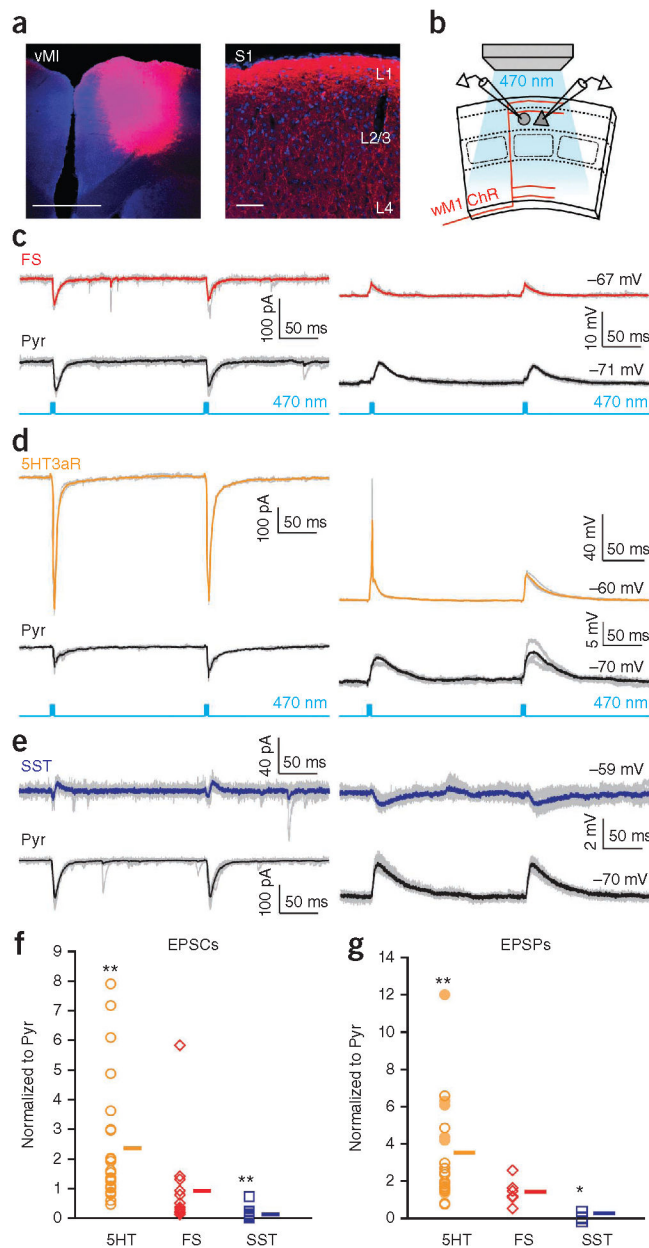 a
vMI
S1
L1
L2/3
L4
b
470 nm
wM1 ChR
c
FS
100 pA
50 ms
–67 mV
10 mV
50 ms
Pyr
–71 mV
470 nm
470 nm
d
5HT3aR
100 pA
50 ms
40 mV
50 ms
–60 mV
Pyr
5 mV
50 ms
–70 mV
470 nm
470 nm
e
SST
40 pA
50 ms
–59 mV
2 mV
50 ms
Pyr
100 pA
50 ms
–70 mV
f
EPSCs
Normalized to Pyr
9
8
7
6
5
4
3
2
1
0
**
**
5HT
FS
SST
g
EPSPs
Normalized to Pyr
14
12
10
8
6
4
2
0
**
*
5HT
FS
SST